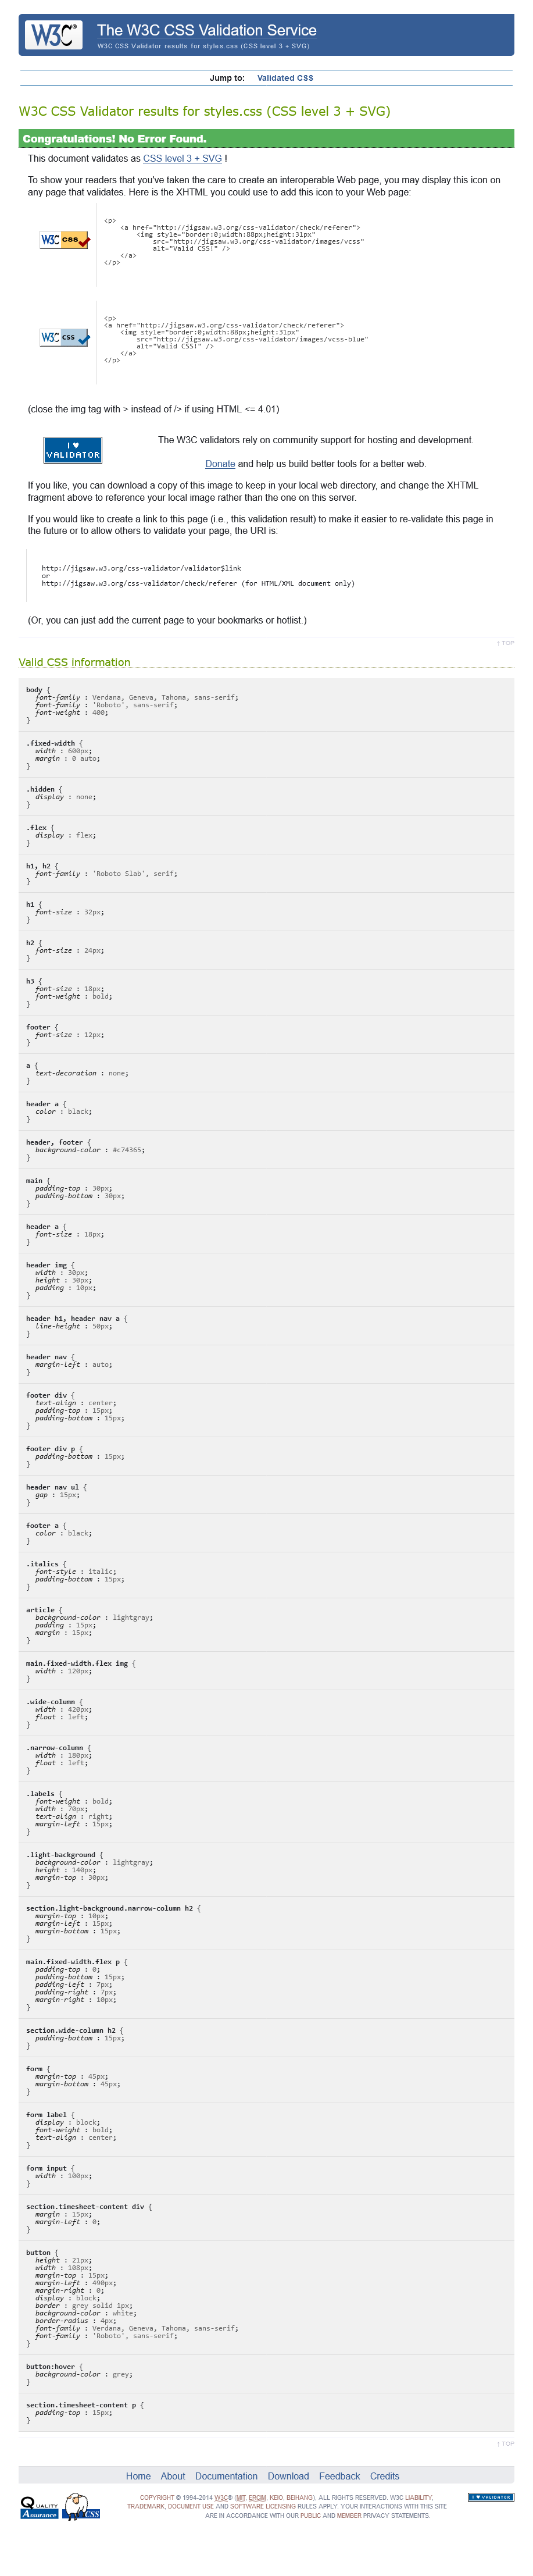 W3C®
The W3C CSS Validation Service
W3C CSS Validator results for styles.css (CSS level 3 + SVG)
Jump to: Validated CSS
W3C CSS Validator results for styles.css (CSS level 3 + SVG)
Congratulations! No Error Found.
This document validates as CSS level 3 + SVG !
To show your readers that you've taken the care to create an interoperable Web page, you may display this icon on
any page that validates. Here is the XHTML you could use to add this icon to your Web page:
W3C CSS
<p>
<a href="http://jigsaw.w3.org/css-validator/check/referer">
<img style="border:0;width:88px;height:31px"
src="http://jigsaw.w3.org/css-validator/images/vcss"
alt="Valid CSS!" />
</a>
</p>
W3C css
<p>
<a href="http://jigsaw.w3.org/css-validator/check/referer">
<img style="border:0;width:88px;height:31px"
src="http://jigsaw.w3.org/css-validator/images/vcss-blue"
alt="Valid CSS!" />
</a>
</p>
(close the img tag with > instead of /> if using HTML <= 4.01)
I ♥
VALIDATOR
The W3C validators rely on community support for hosting and development.
Donate and help us build better tools for a better web.
If you like, you can download a copy of this image to keep in your local web directory, and change the XHTML
fragment above to reference your local image rather than the one on this server.
If you would like to create a link to this page (i.e., this validation result) to make it easier to re-validate this page in
the future or to allow others to validate your page, the URI is:
http://jigsaw.w3.org/css-validator/validator$link
or
http://jigsaw.w3.org/css-validator/check/referer (for HTML/XML document only)
(Or, you can just add the current page to your bookmarks or hotlist.)
↑ TOP
Valid CSS information
body {
font-family : Verdana, Geneva, Tahoma, sans-serif;
font-family : 'Roboto', sans-serif;
font-weight : 400;
}
.fixed-width {
width : 600px;
margin : 0 auto;
}
.hidden {
display : none;
}
.flex {
display : flex;
}
h1, h2 {
font-family : 'Roboto Slab', serif;
}
h1 {
font-size : 32px;
}
h2 {
font-size : 24px;
}
h3 {
font-size : 18px;
font-weight : bold;
}
footer {
font-size : 12px;
}
a {
text-decoration : none;
}
header a {
color : black;
}
header, footer {
background-color : #c74365;
}
main {
padding-top : 30px;
padding-bottom : 30px;
}
header a {
font-size : 18px;
}
header img {
width : 30px;
height : 30px;
padding : 10px;
}
header h1, header nav a {
line-height : 50px;
}
header nav {
margin-left : auto;
}
footer div {
text-align : center;
padding-top : 15px;
padding-bottom : 15px;
}
footer div p {
padding-bottom : 15px;
}
header nav ul {
gap : 15px;
}
footer a {
color : black;
}
.italics {
font-style : italic;
padding-bottom : 15px;
}
article {
background-color : lightgray;
padding : 15px;
margin : 15px;
}
main.fixed-width.flex img {
width : 120px;
}
.wide-column {
width : 420px;
float : left;
}
.narrow-column {
width : 180px;
float : left;
}
.labels {
font-weight : bold;
width : 70px;
text-align : right;
margin-left : 15px;
}
.light-background {
background-color : lightgray;
height : 140px;
margin-top : 30px;
}
section.light-background.narrow-column h2 {
margin-top : 10px;
margin-left : 15px;
margin-bottom : 15px;
}
main.fixed-width.flex p {
padding-top : 0;
padding-bottom : 15px;
padding-left : 7px;
padding-right : 7px;
margin-right : 10px;
}
section.wide-column h2 {
padding-bottom : 15px;
}
form {
margin-top : 45px;
margin-bottom : 45px;
}
form label {
display : block;
font-weight : bold;
text-align : center;
}
form input {
width : 100px;
}
section.timesheet-content div {
margin : 15px;
margin-left : 0;
}
button {
height : 21px;
width : 108px;
margin-top : 15px;
margin-left : 490px;
margin-right : 0;
display : block;
border : grey solid 1px;
background-color : white;
border-radius : 4px;
font-family : Verdana, Geneva, Tahoma, sans-serif;
font-family : 'Roboto', sans-serif;
}
button:hover {
background-color : grey;
}
section.timesheet-content p {
padding-top : 15px;
}
↑ TOP
Home About Documentation Download Feedback Credits
QUALITY
Assurance
CSS
COPYRIGHT © 1994-2014 W3C® (MIT, ERCIM, KEIO, BEIHANG), ALL RIGHTS RESERVED. W3C LIABILITY,
TRADEMARK, DOCUMENT USE AND SOFTWARE LICENSING RULES APPLY. YOUR INTERACTIONS WITH THIS SITE
ARE IN ACCORDANCE WITH OUR PUBLIC AND MEMBER PRIVACY STATEMENTS.
I ♥ VALIDATOR